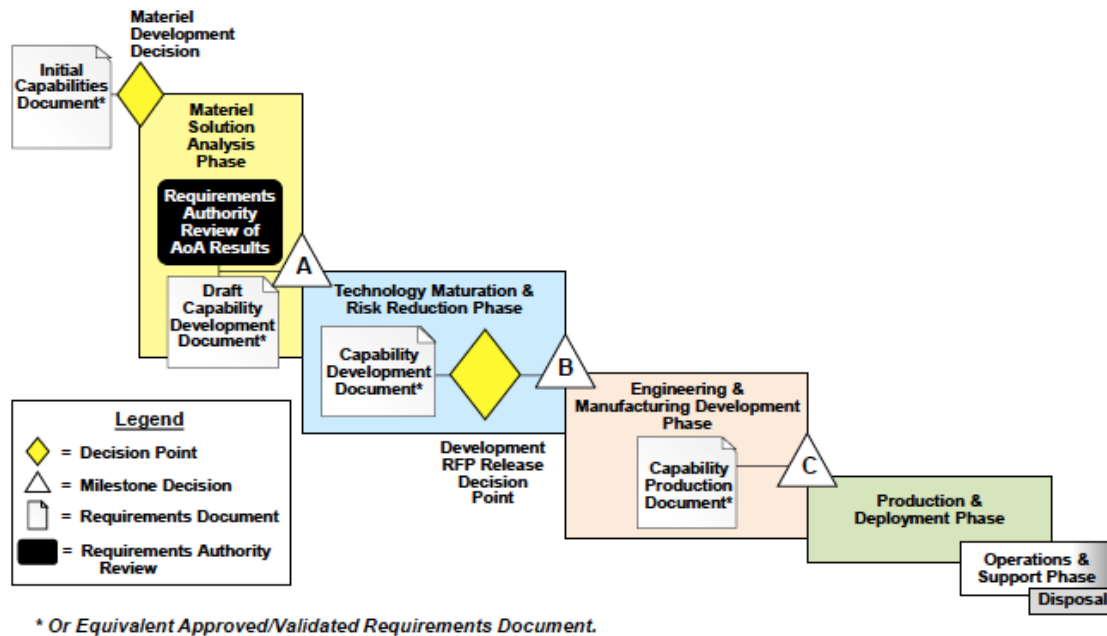 Materiel
Development
Decision
Initial
Capabilities
Document*
Materiel
Solution
Analysis
Phase
Requirements
Authority
Review of
AoA Results
A
Draft
Capability
Development
Document*
Technology Maturation &
Risk Reduction Phase
Capability
Development
Document*
B
Development
RFP Release
Decision
Point
Engineering &
Manufacturing Development
Phase
Capability
Production
Document*
C
Production &
Deployment Phase
Operations &
Support Phase
Disposal
Legend
= Decision Point
= Milestone Decision
= Requirements Document
= Requirements Authority
Review
* Or Equivalent Approved/Validated Requirements Document.